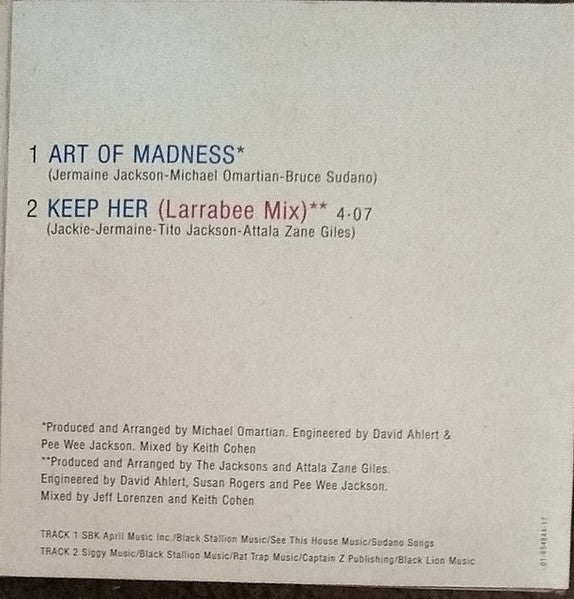 1 ART OF MADNESS*
(Jermaine Jackson-Michael Omartian-Bruce Sudano)
2 KEEP HER (Larrabee Mix)** 4·07
(Jackie-Jermaine-Tito Jackson-Attala Zane Giles)
*Produced and Arranged by Michael Omartian. Engineered by David Ahlert &
Pee Wee Jackson. Mixed by Keith Cohen
**Produced and Arranged by The Jacksons and Attala Zane Giles.
Engineered by David Ahlert, Susan Rogers and Pee Wee Jackson.
Mixed by Jeff Lorenzen and Keith Cohen
TRACK 1 SBK April Music Inc./Black Stallion Music/See This House Music/Sudano Songs
TRACK 2 Siggy Music/Black Stallion Music/Rat Trap Music/Captain Z Publishing/Black Lion Music
01-654844-17